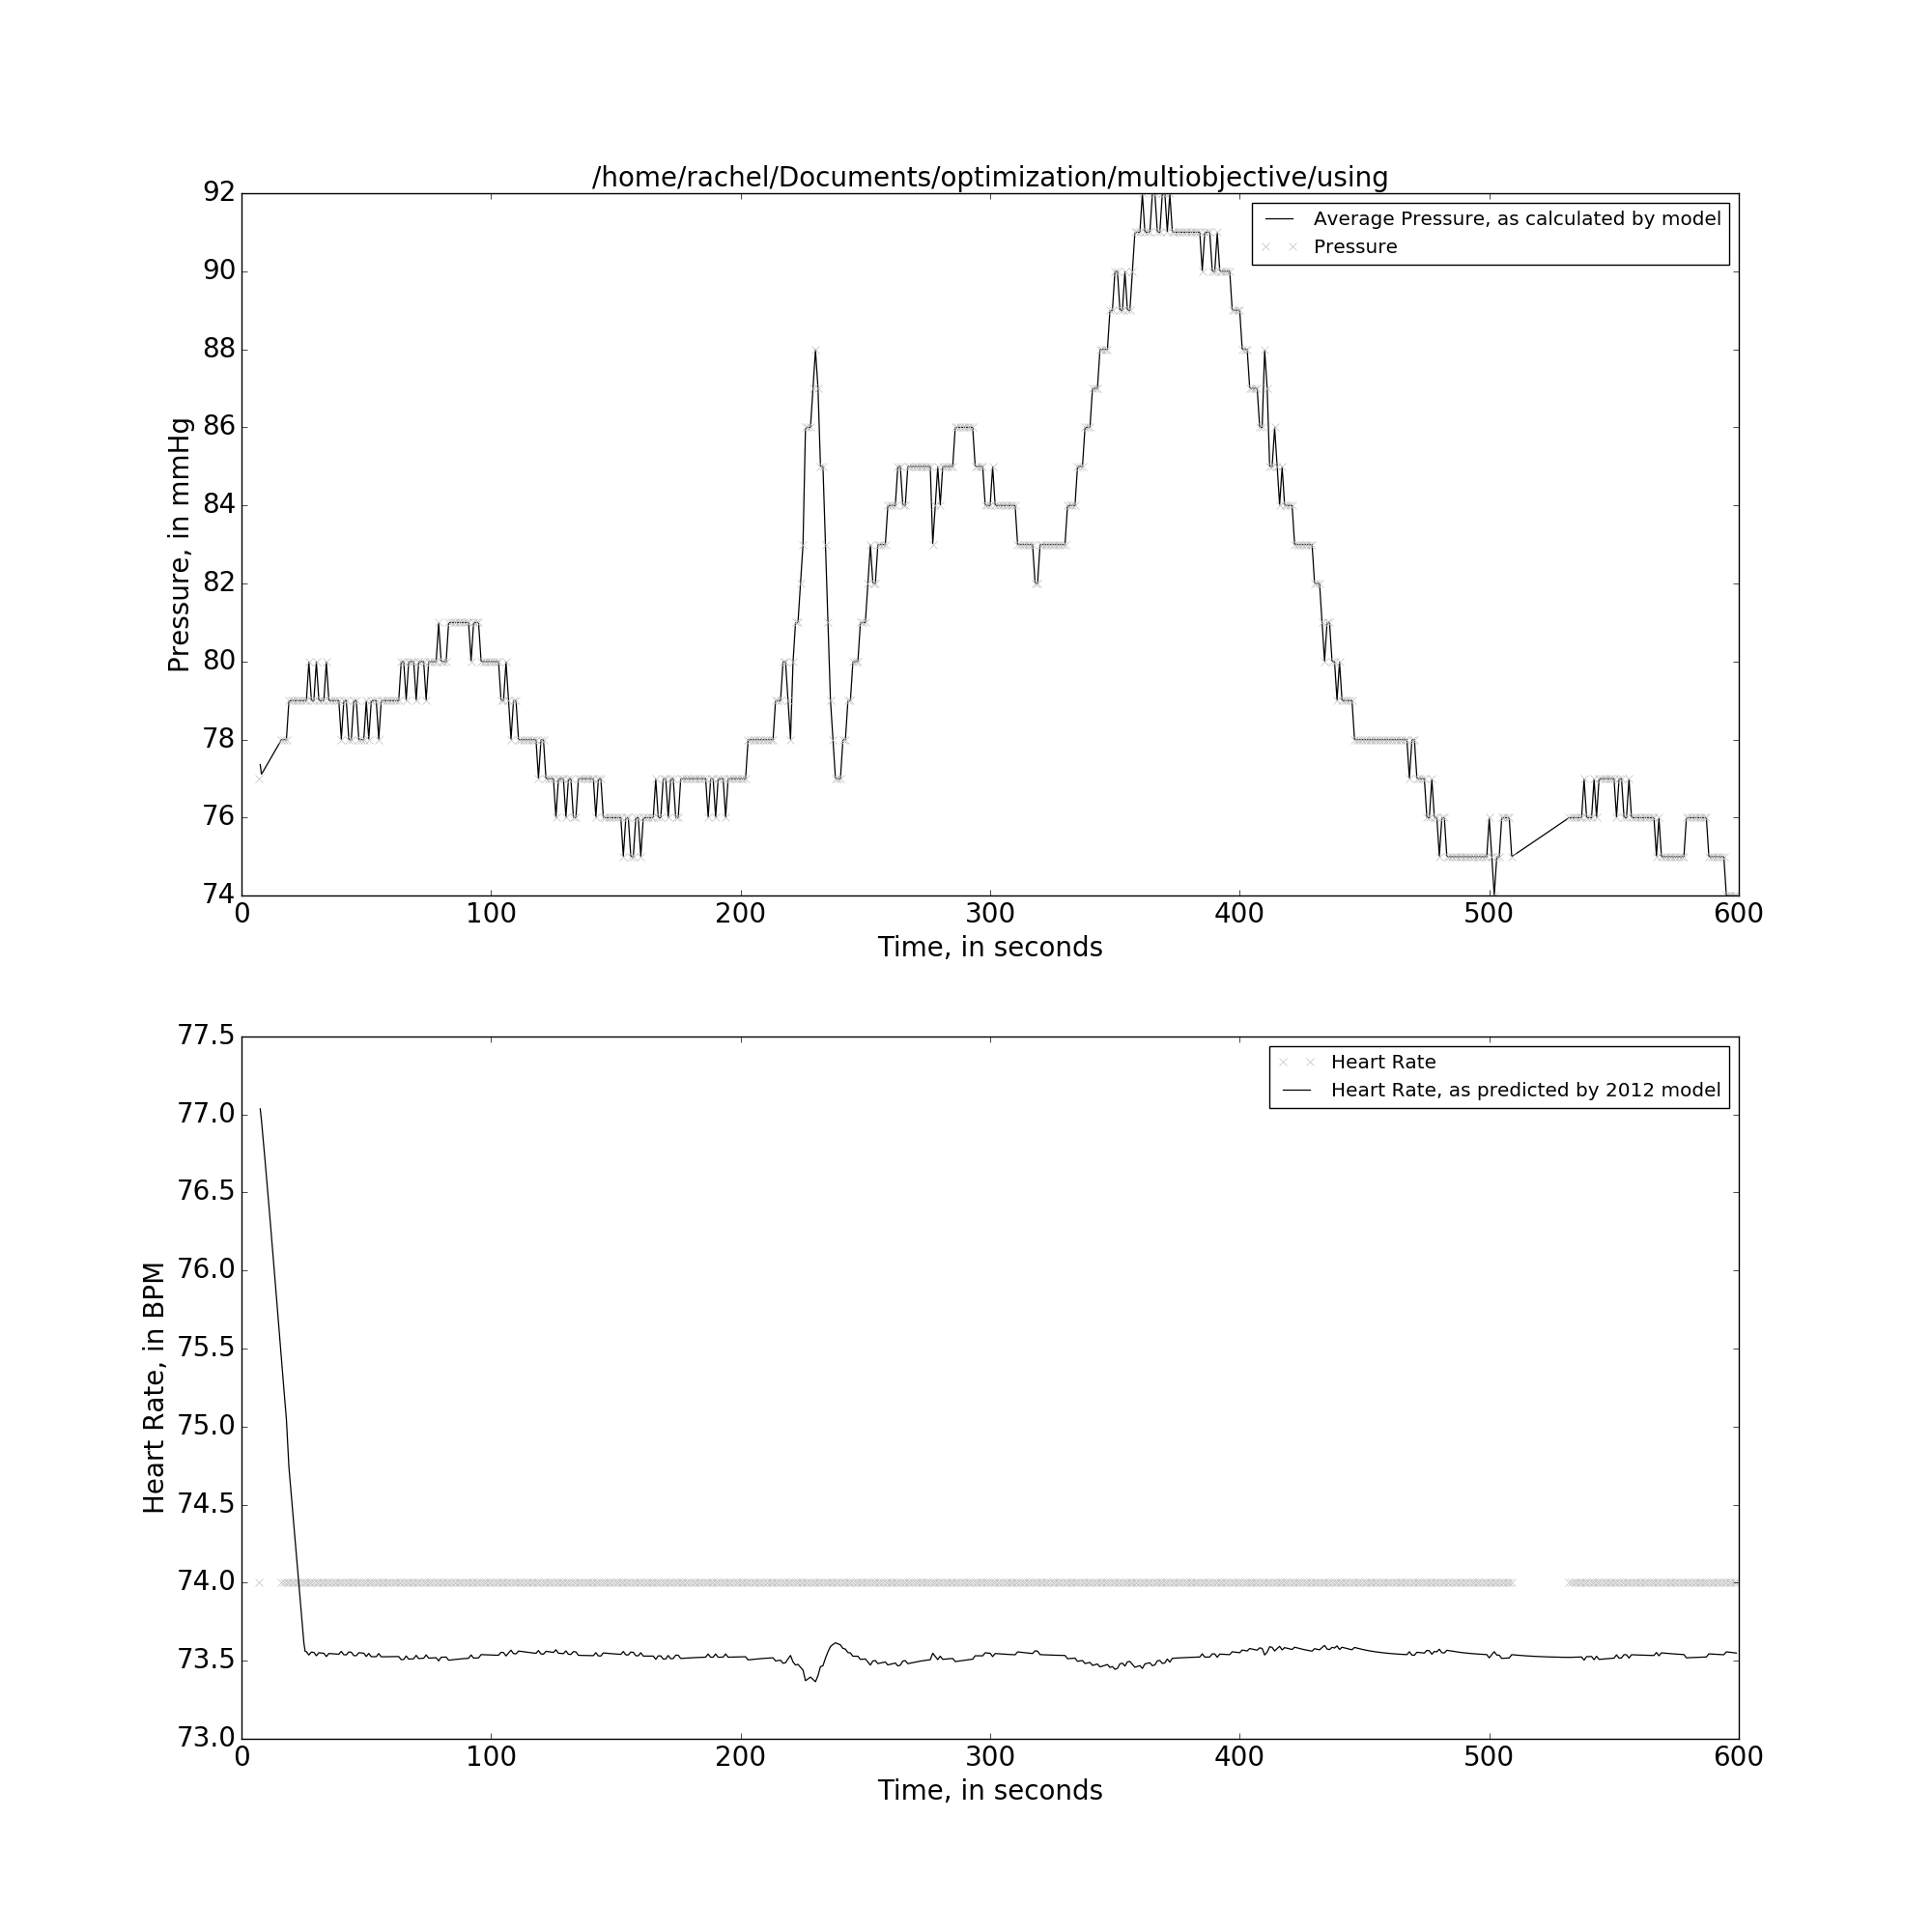 /home/rachel/Documents/optimization/multiobjective/using
92
90
88
86
84
82
80
78
76
74
Pressure, in mmHg
Average Pressure, as calculated by model
Pressure
0 100 200 300 400 500 600
Time, in seconds
77.5
77.0
76.5
76.0
75.5
75.0
74.5
74.0
73.5
73.0
Heart Rate, in BPM
Heart Rate
Heart Rate, as predicted by 2012 model
0 100 200 300 400 500 600
Time, in seconds